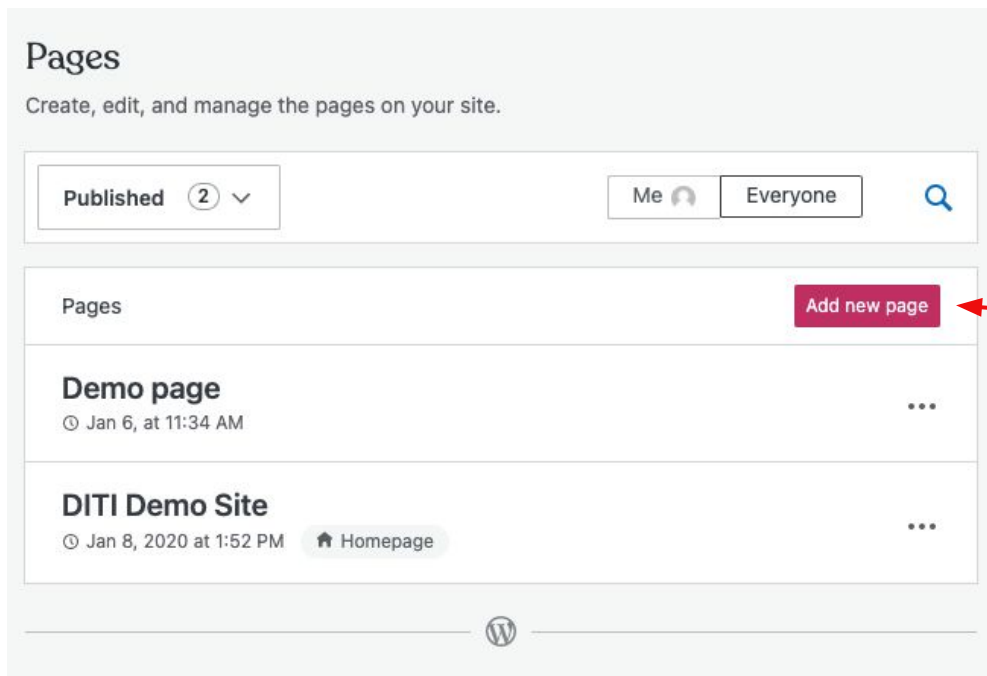 Pages
Create, edit, and manage the pages on your site.
Published 2 Me Everyone
Pages Add new page
Demo page
Jan 6, at 11:34 AM
DITI Demo Site
Jan 8, 2020 at 1:52 PM Homepage